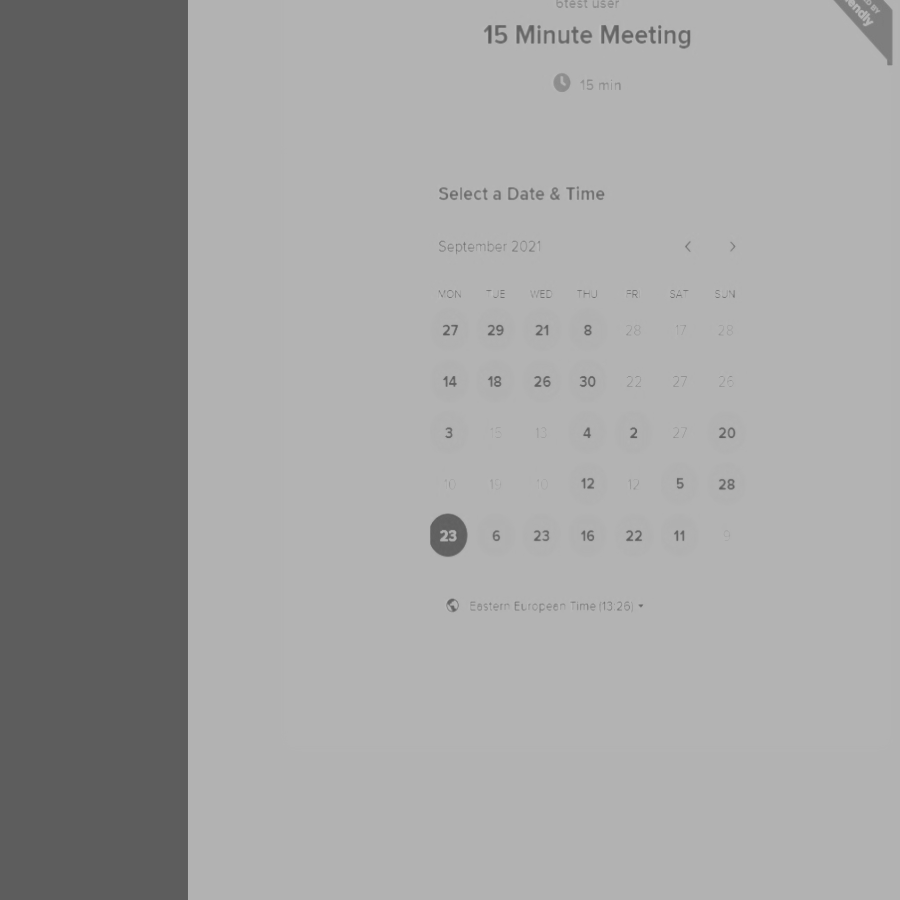 6test user
15 Minute Meeting
15 min
Select a Date & Time
September 2021
MON TUE WED THU FRI SAT SUN
27 29 21 8 28 17 28
14 18 26 30 22 27 26
3 15 13 4 2 27 20
10 19 10 12 12 5 28
23 6 23 16 22 11 9
Eastern European Time (13:26)